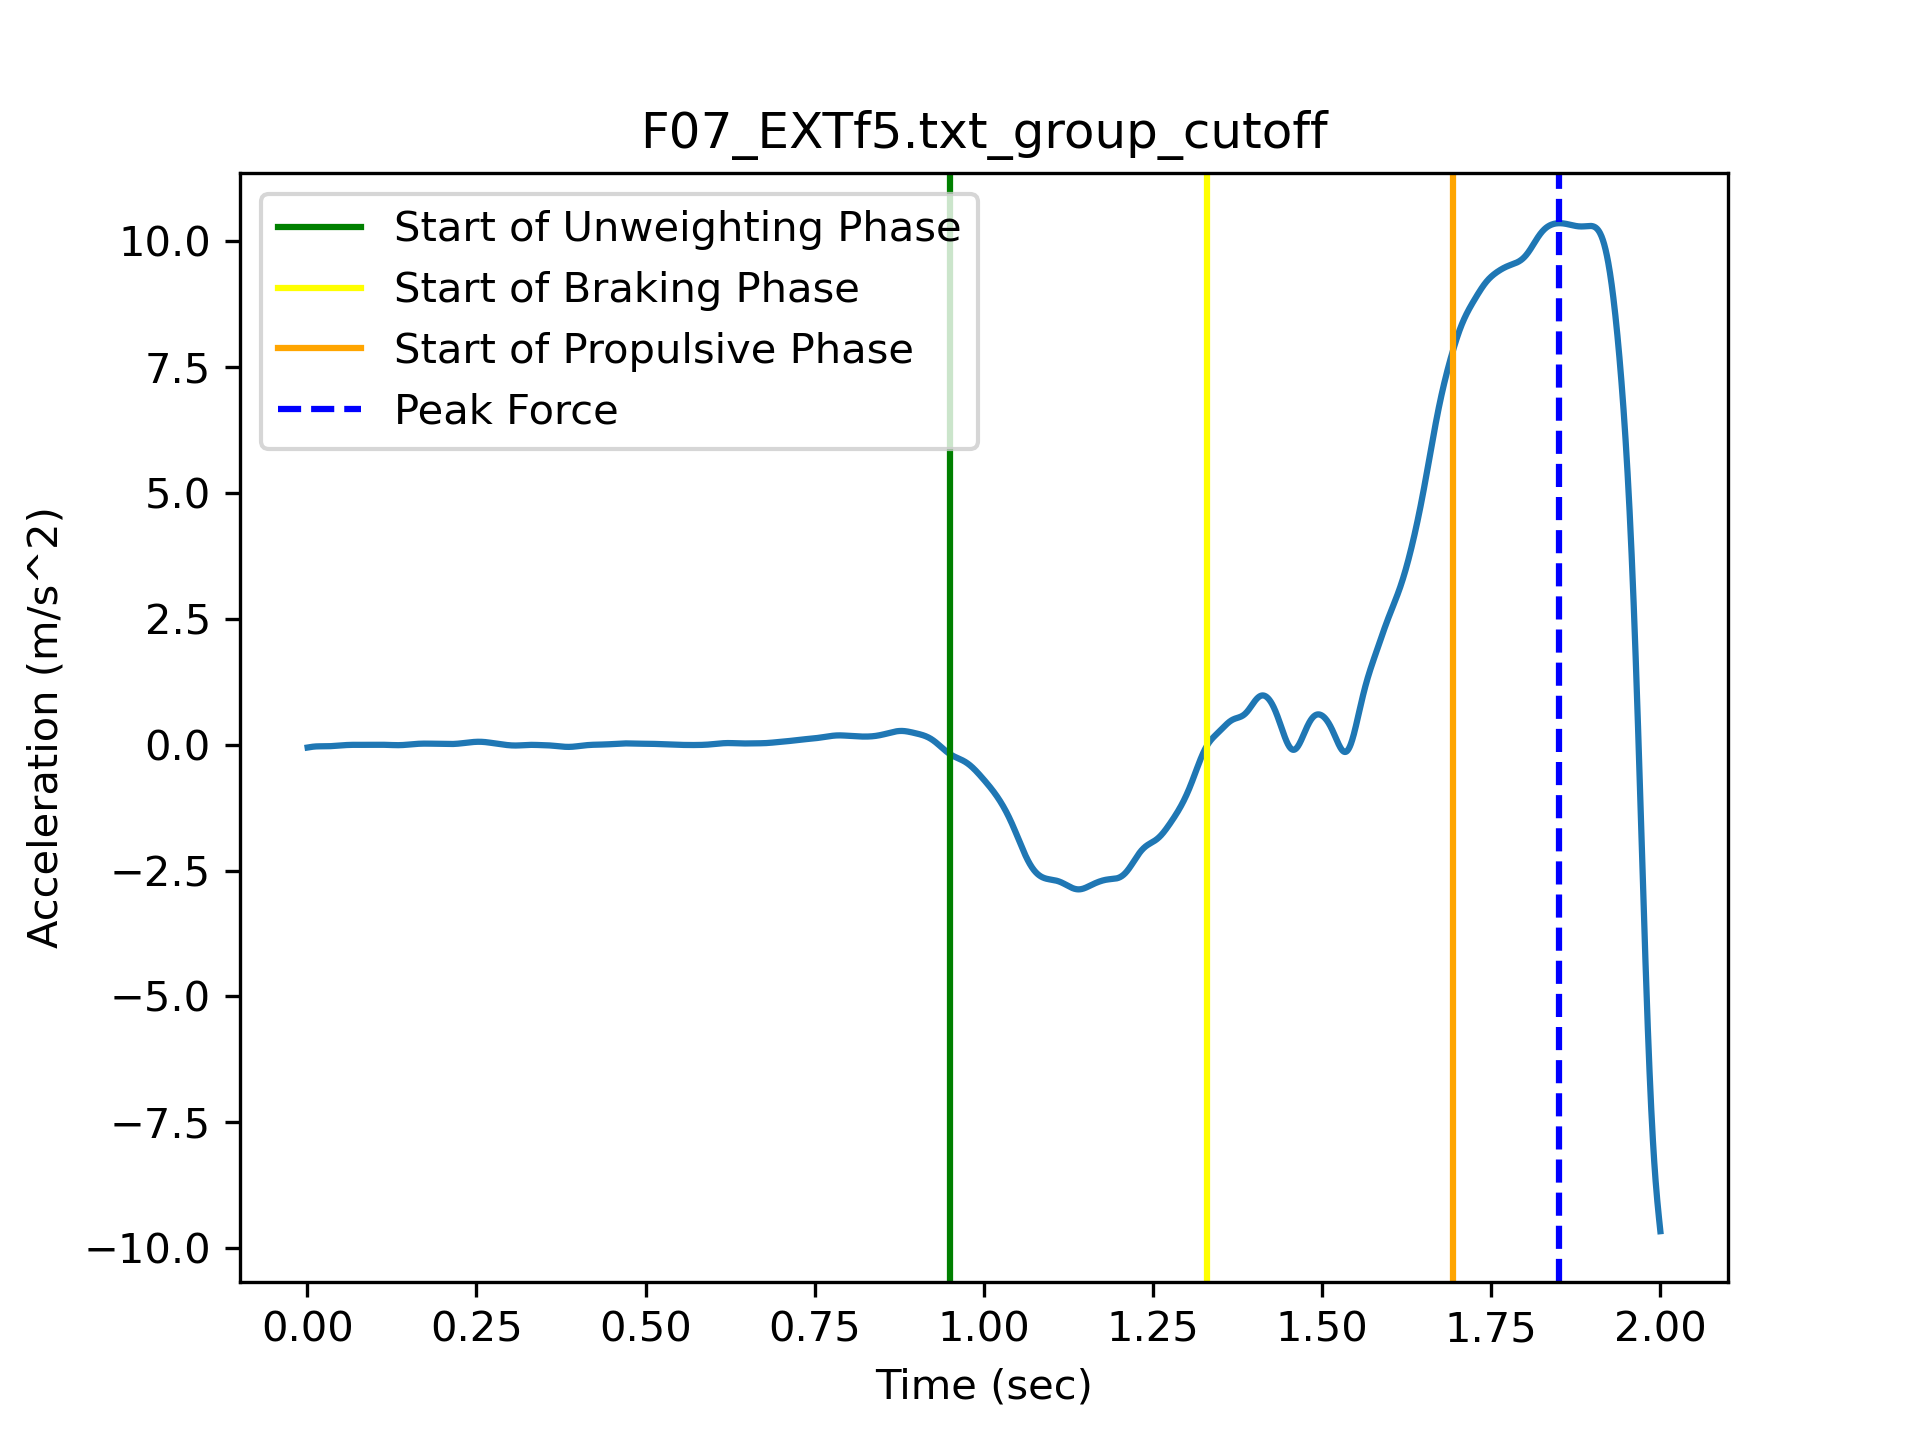 F07_EXTf5.txt_group_cutoff
Start of Unweighting Phase
Start of Braking Phase
Start of Propulsive Phase
Peak Force
10.0
7.5
5.0
2.5
0.0
−2.5
−5.0
−7.5
−10.0
Acceleration (m/s^2)
0.00 0.25 0.50 0.75 1.00 1.25 1.50 1.75 2.00
Time (sec)